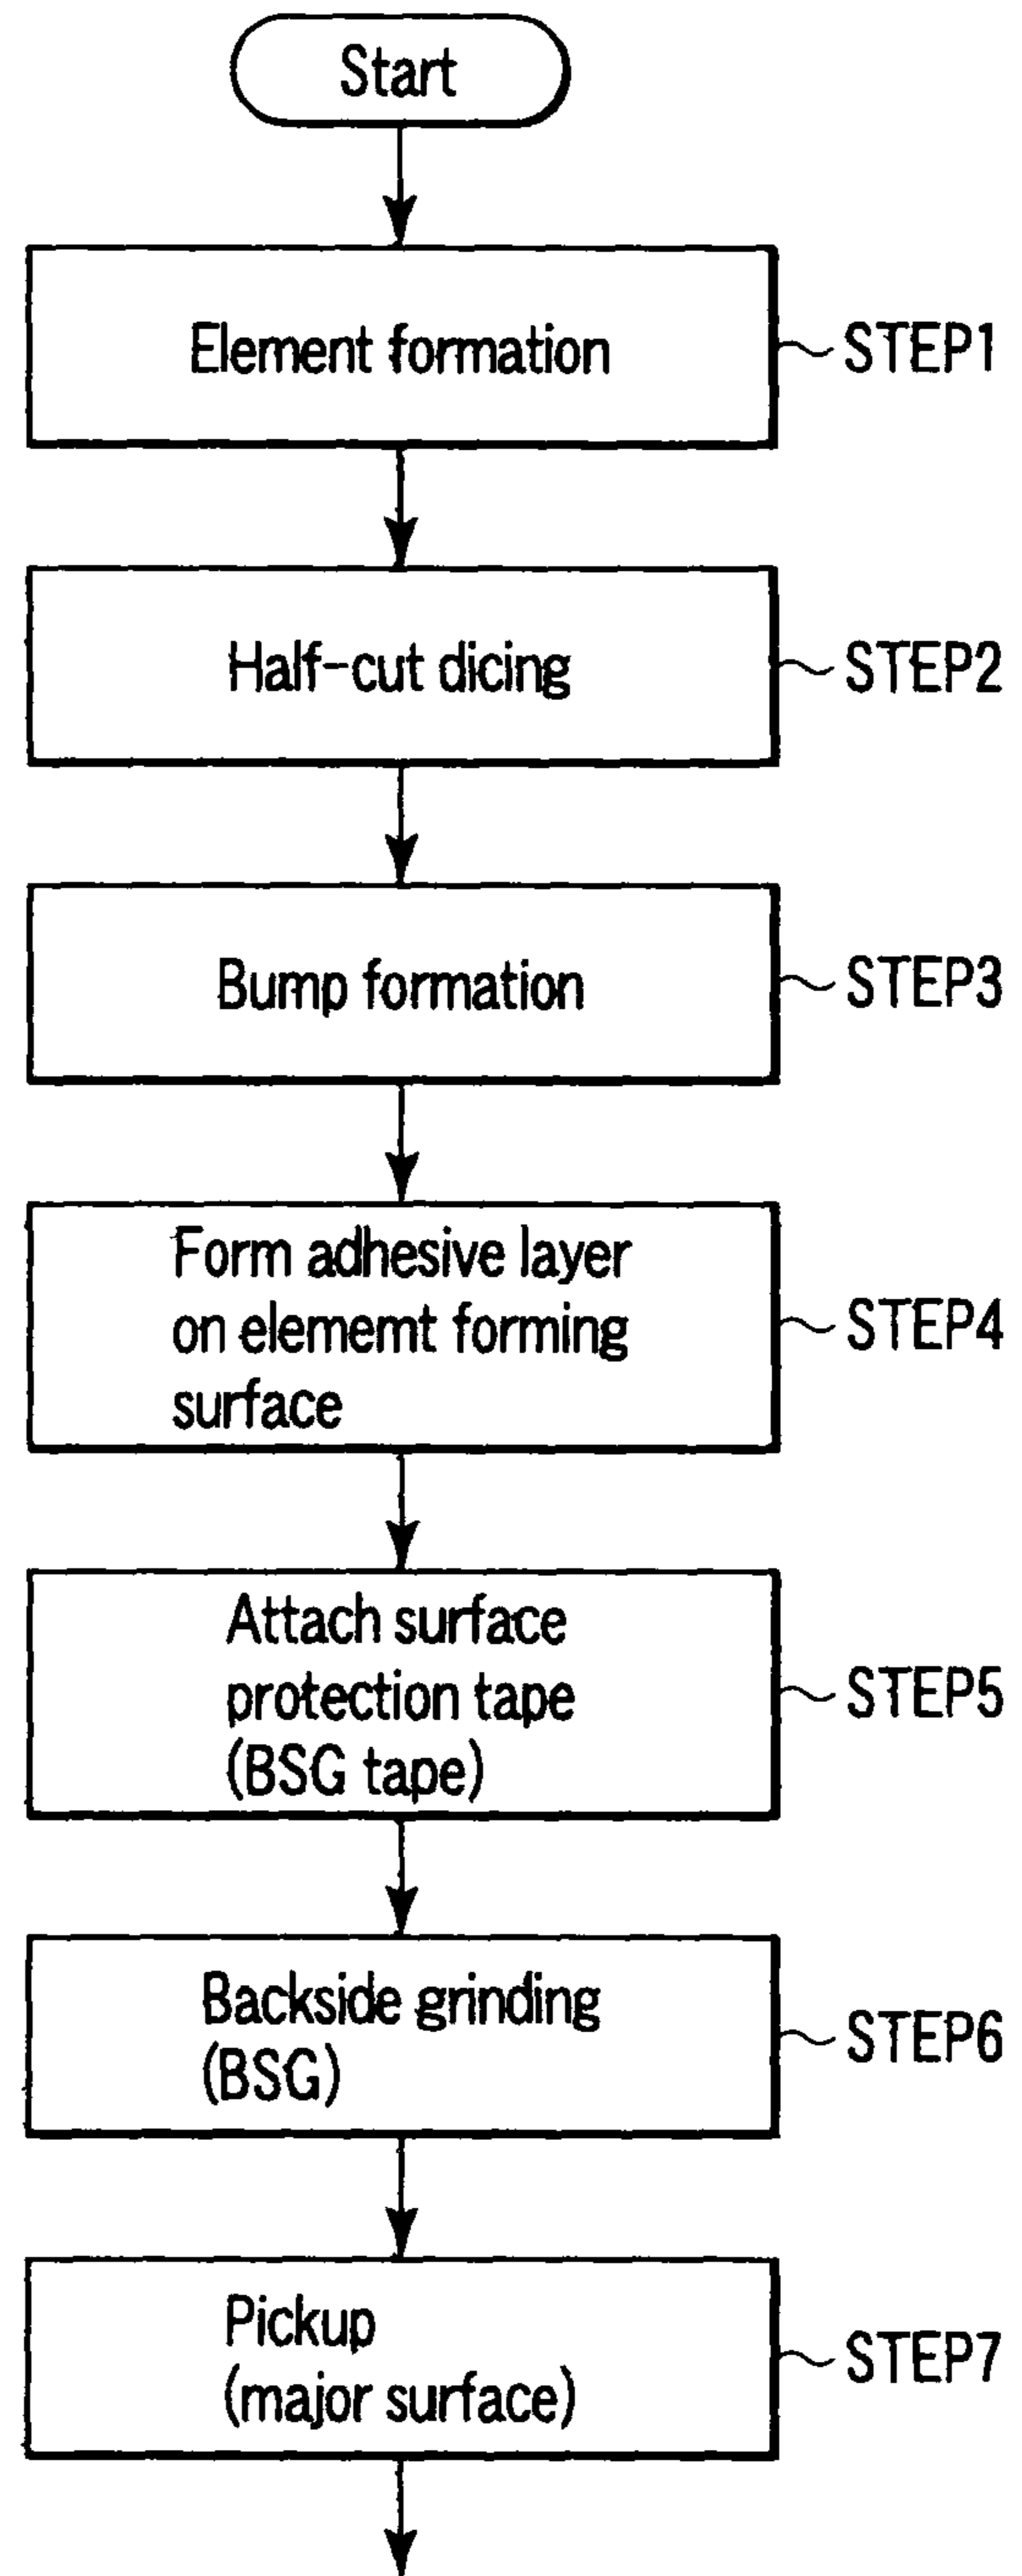 Start
Element formation
STEP1
Half-cut dicing
STEP2
Bump formation
STEP3
Form adhesive layer
on elememt forming
surface
STEP4
Attach surface
protection tape
(BSG tape)
STEP5
Backside grinding
(BSG)
STEP6
Pickup
(major surface)
STEP7